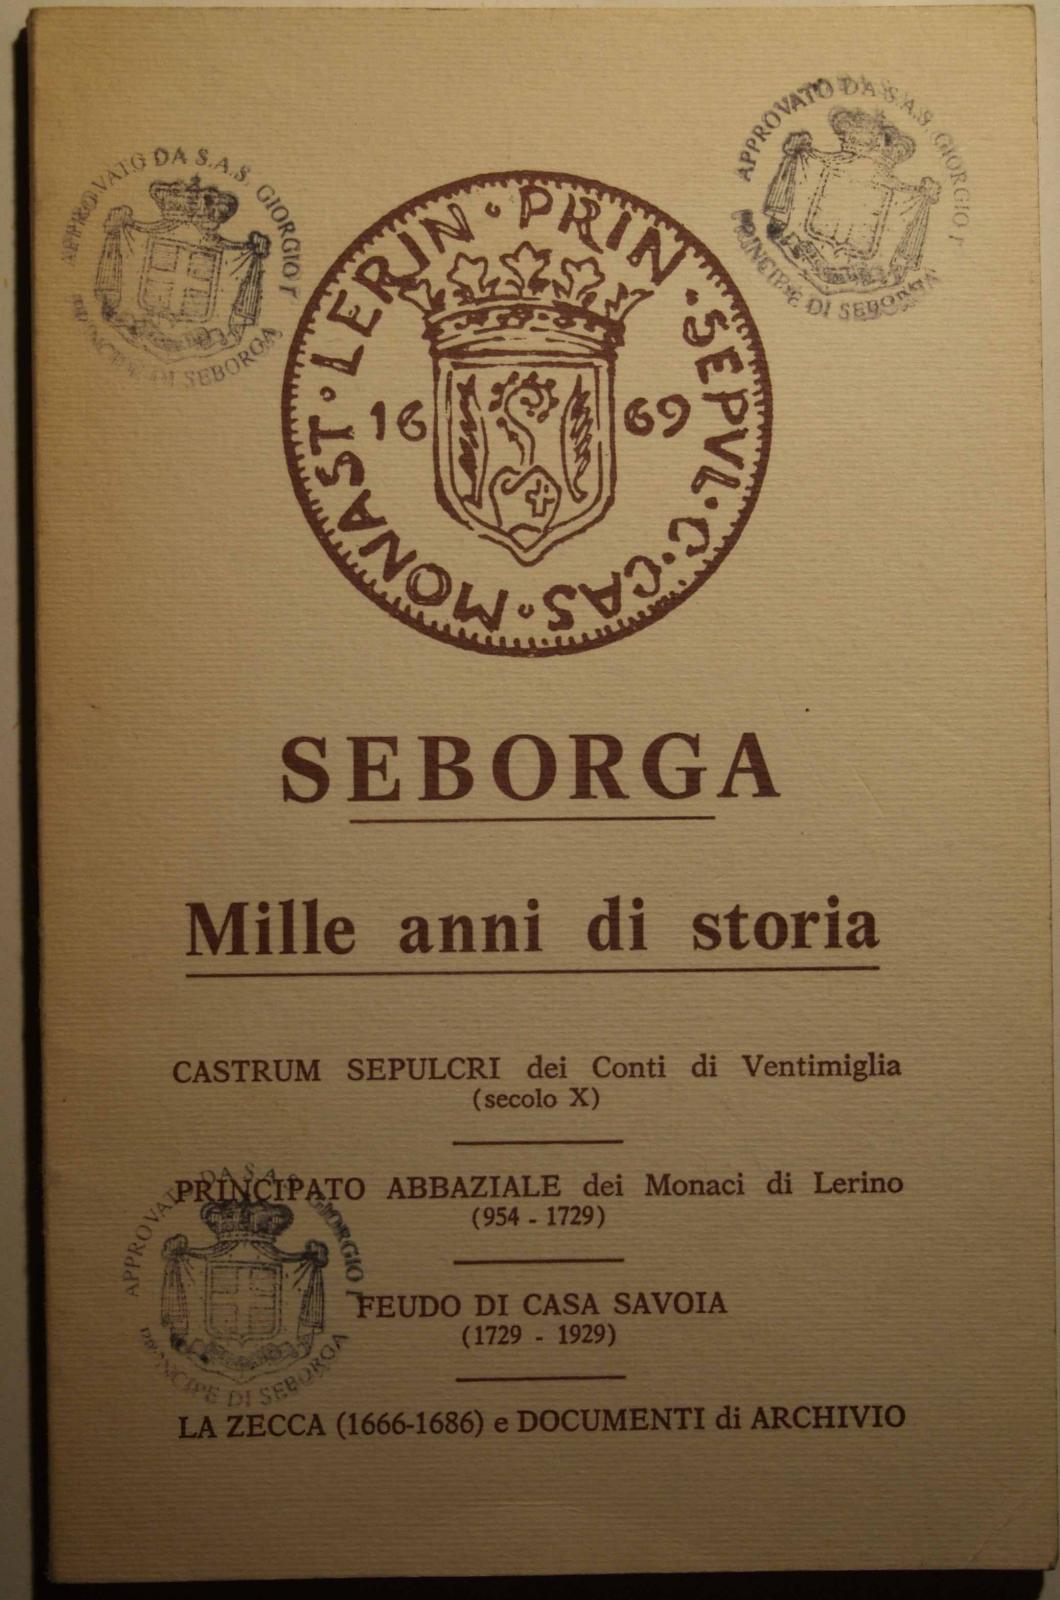 APPROVATO DA S.A.S. GIORGIO I
PRINCIPE DI SEBORGA
APPROVATO DA S.A.S. GIORGIO I
PRINCIPE DI SEBORGA
MONAST·LERIN·PRIN·SEPVL·C·CAS·
16 69
SEBORGA
Mille anni di storia
CASTRUM SEPULCRI dei Conti di Ventimiglia
(secolo X)
PRINCIPATO ABBAZIALE dei Monaci di Lerino
(954 - 1729)
APPROVATO DA S.A.S. GIORGIO I
PRINCIPE DI SEBORGA
FEUDO DI CASA SAVOIA
(1729 - 1929)
LA ZECCA (1666-1686) e DOCUMENTI di ARCHIVIO